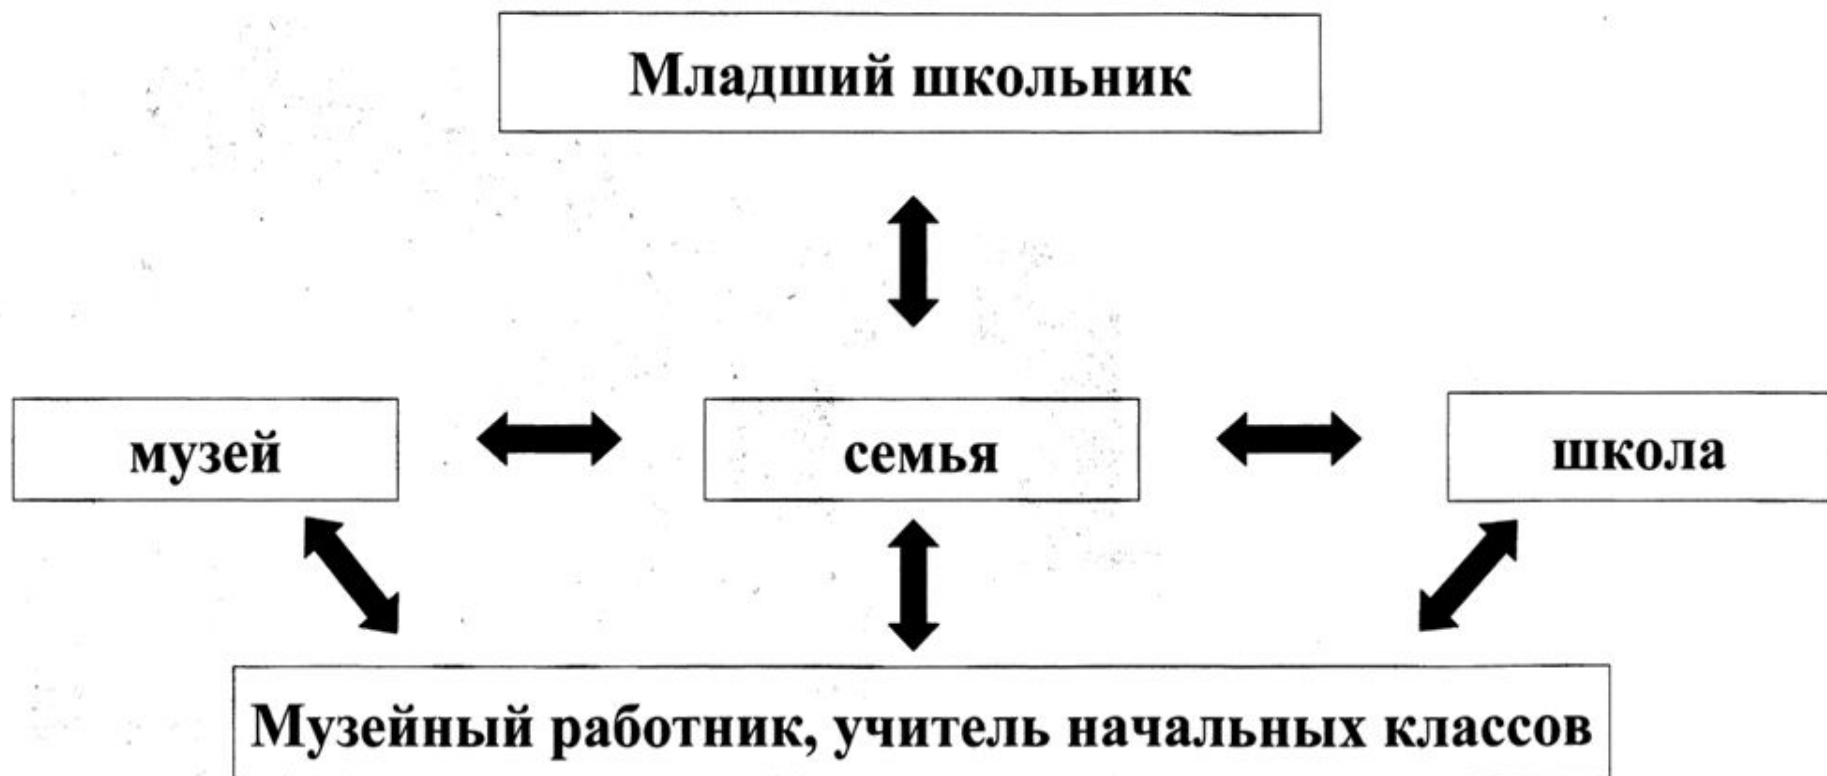 Младший школьник
музей
семья
школа
Музейный работник, учитель начальных классов